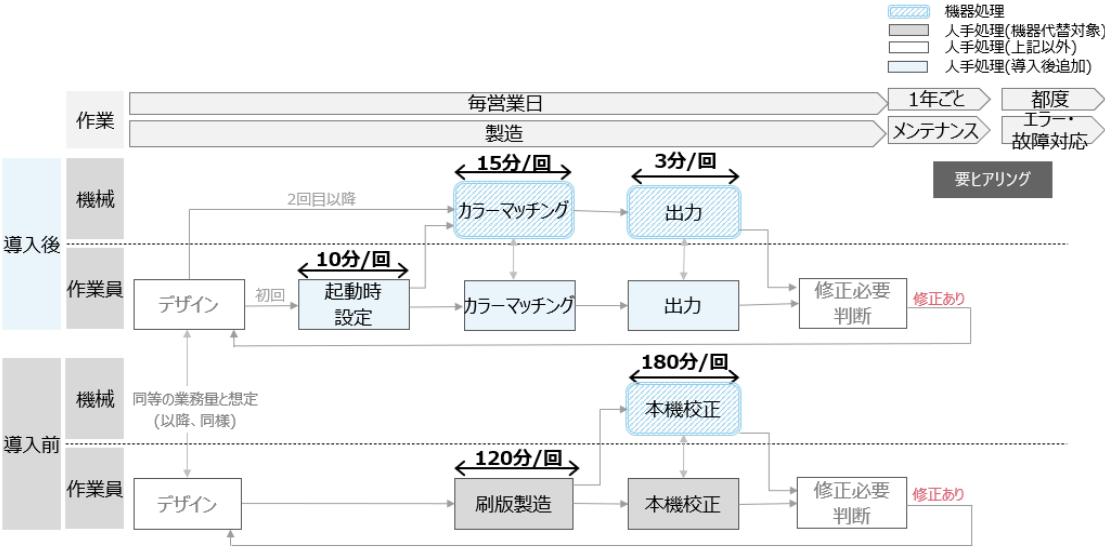 機器処理
人手処理(機器代替対象)
人手処理(上記以外)
人手処理(導入後追加)
作業
毎営業日
1年ごと
都度
製造
メンテナンス
エラー・
故障対応
要ヒアリング
導入後
機械
15分/回
3分/回
2回目以降
カラーマッチング
出力
作業員
10分/回
デザイン
初回
起動時
設定
カラーマッチング
出力
修正必要
判断
修正あり
導入前
機械
同等の業務量と想定
(以降、同様)
180分/回
本機校正
作業員
120分/回
デザイン
刷版製造
本機校正
修正必要
判断
修正あり